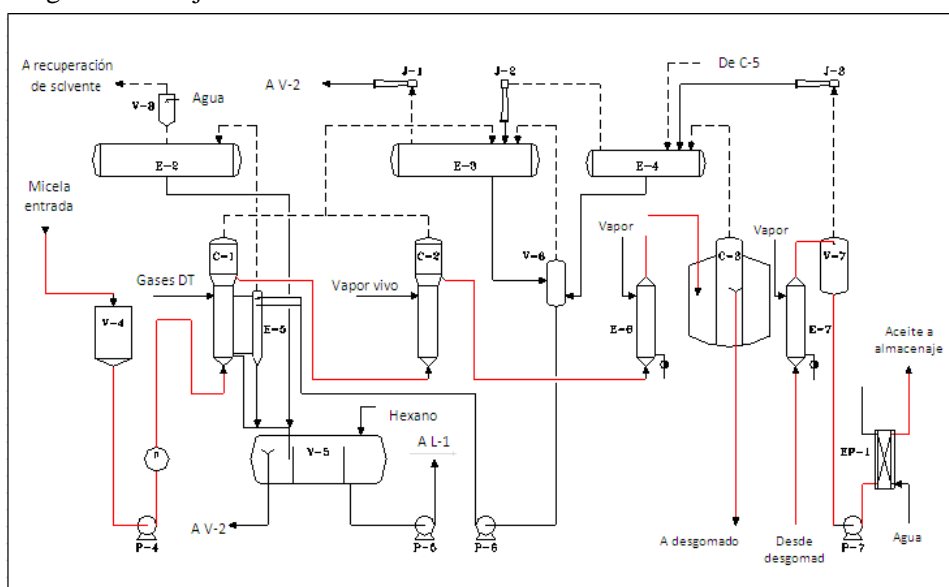 A recuperación
de solvente
V-3
Agua
A V-2
J-1
J-2
De C-5
J-3
E-2
E-3
E-4
Micela
entrada
C-1
C-2
Vapor
V-6
C-3
Vapor
V-7
Gases DT
Vapor vivo
V-4
E-5
E-6
E-7
Aceite a
almacenaje
Hexano
A L-1
V-5
EP-1
A V-2
P-4
P-5
P-6
A desgomado
Desde
desgomad
P-7
Agua